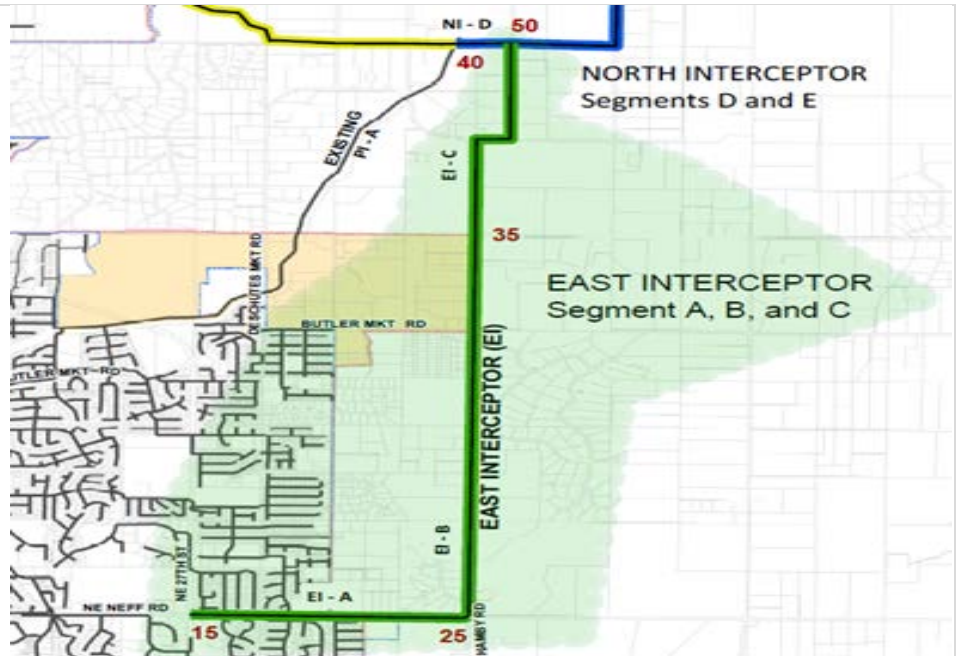 NI - D
50
40
NORTH INTERCEPTOR
Segments D and E
EXISTING
PI - A
EI - C
35
DESCHUTES MKT RD
EAST INTERCEPTOR
Segment A, B, and C
BUTLER MKT RD
UTLER MKT RD
EAST INTERCEPTOR (EI)
EI - B
NE 27TH ST
EI - A
NE NEFF RD
15
25
HAMBY RD